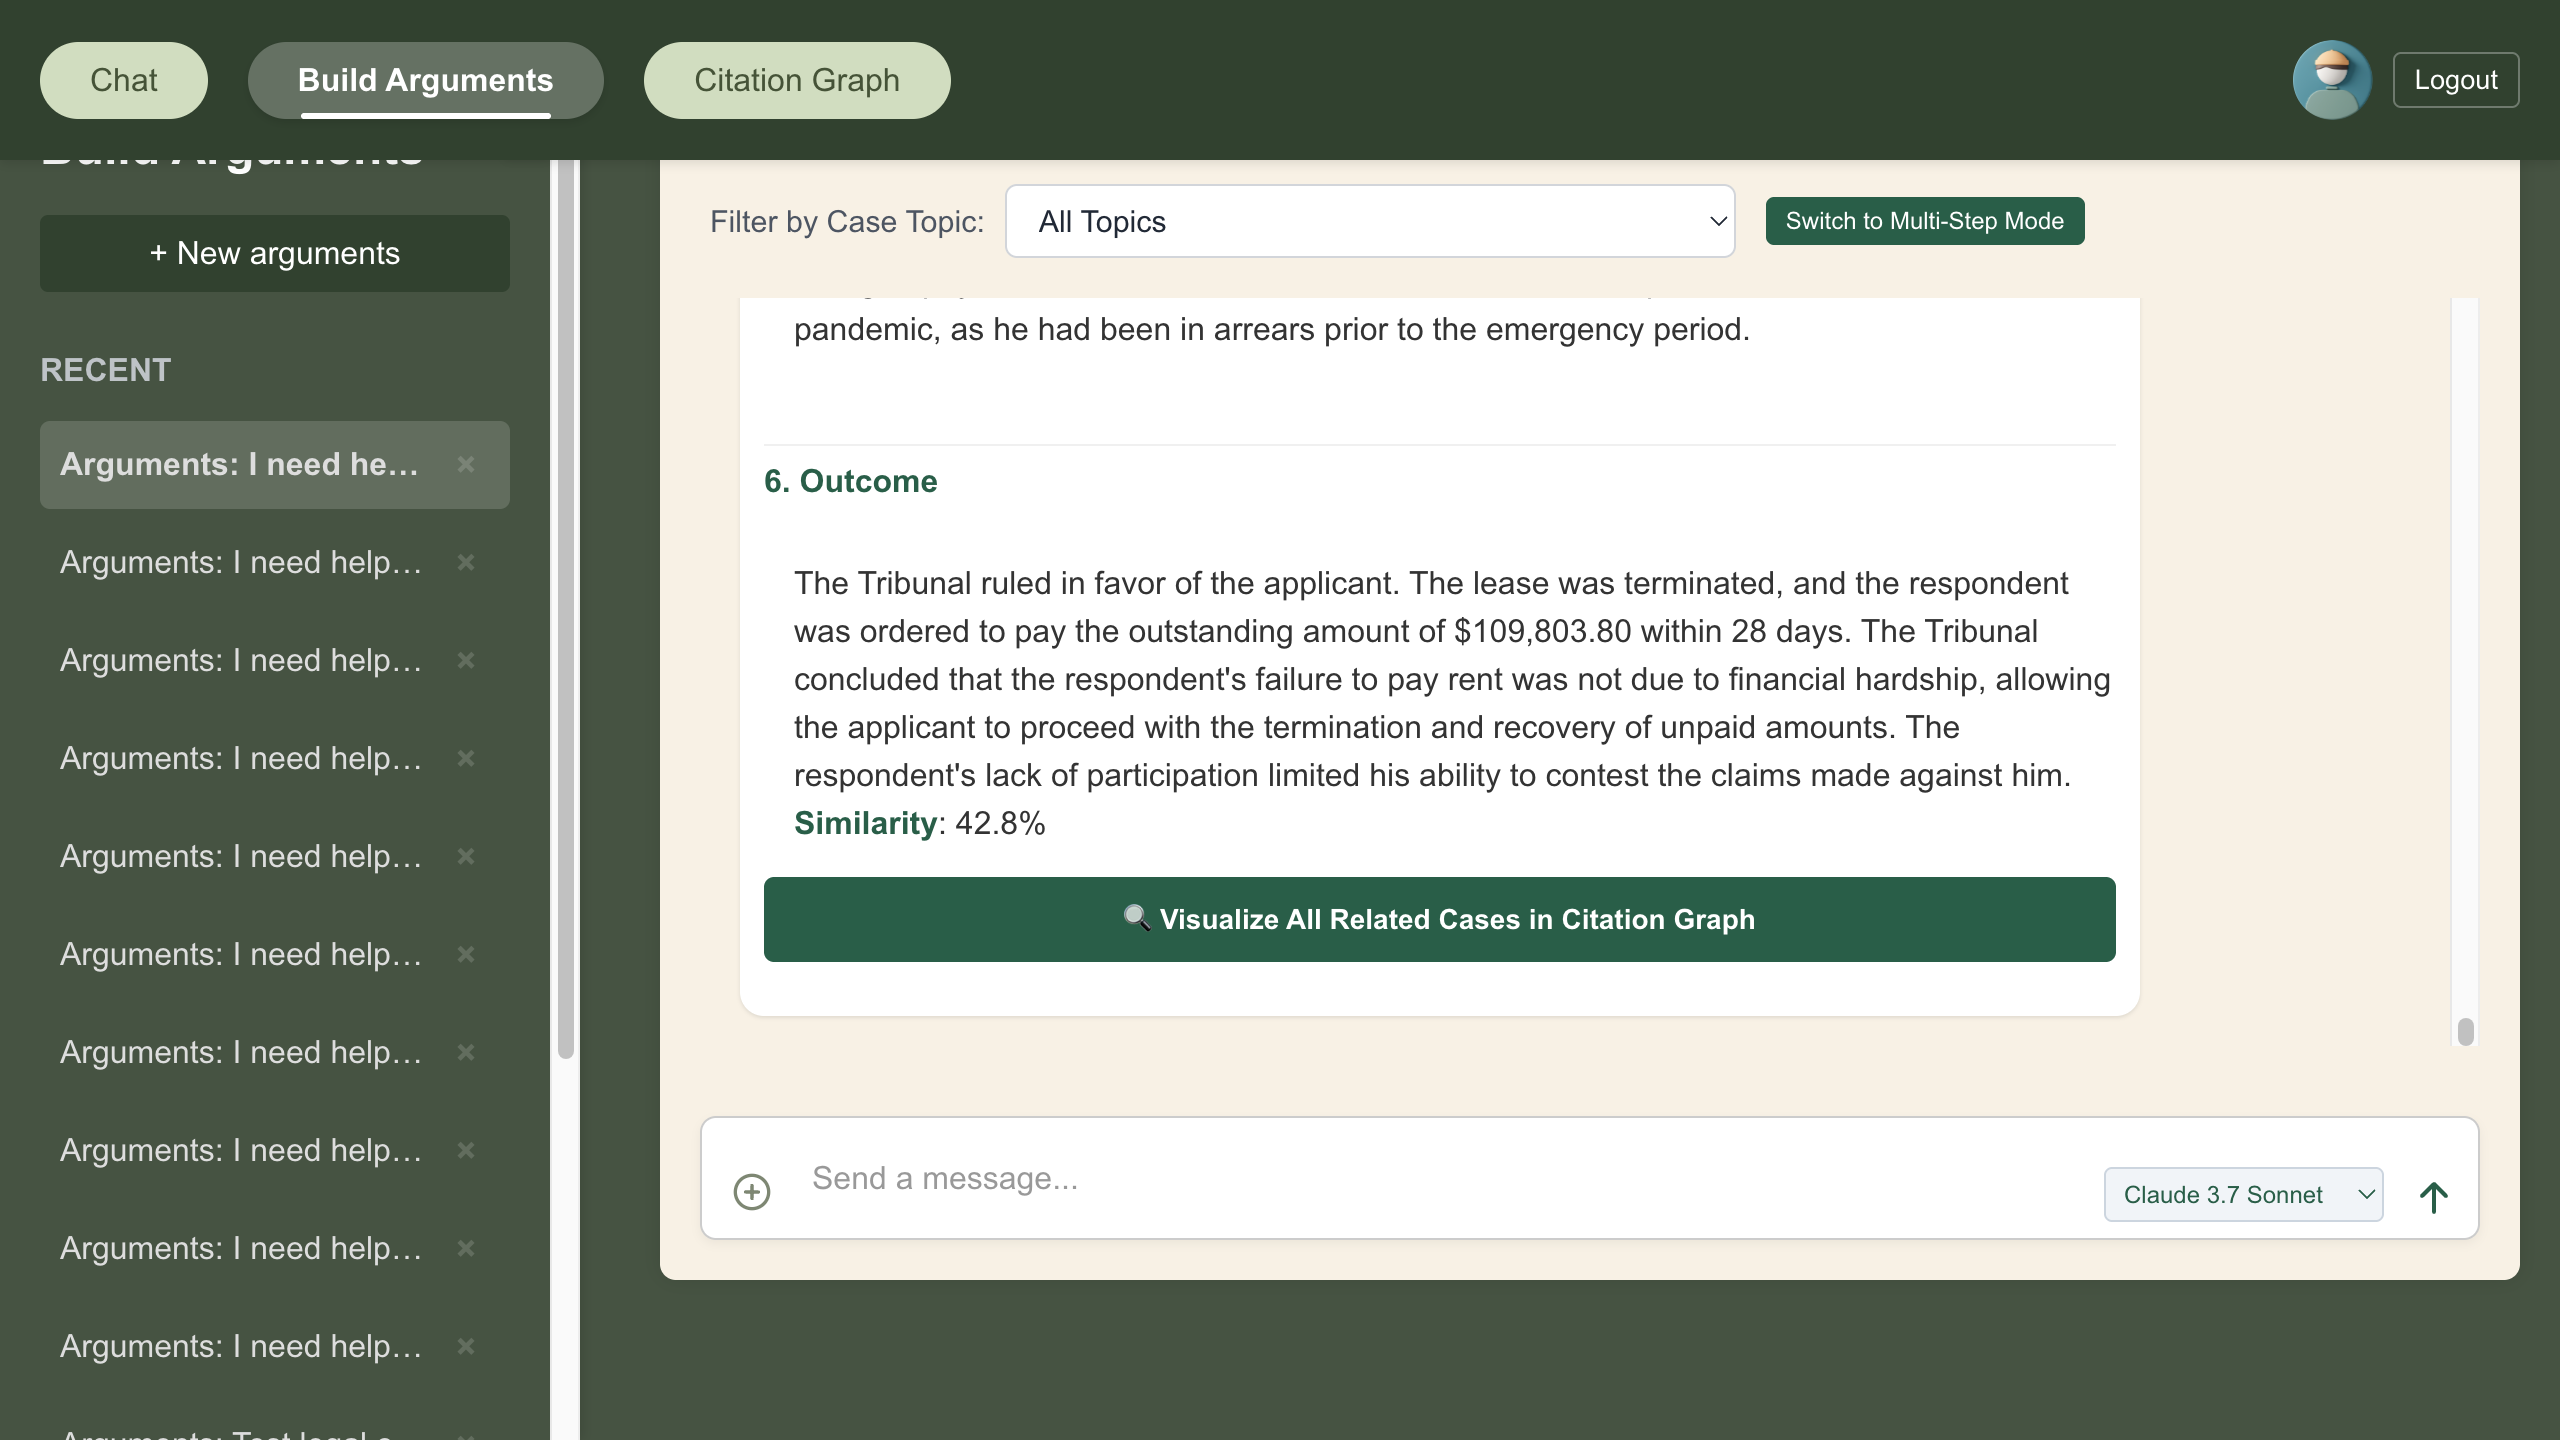 Chat
Build Arguments
Citation Graph
Logout
Build Arguments
+ New arguments
RECENT
Arguments: I need he...
Arguments: I need help...
Arguments: I need help...
Arguments: I need help...
Arguments: I need help...
Arguments: I need help...
Arguments: I need help...
Arguments: I need help...
Arguments: I need help...
Arguments: I need help...
Arguments: Test legal
Filter by Case Topic:
All Topics
Switch to Multi-Step Mode
pandemic, as he had been in arrears prior to the emergency period.
6. Outcome
The Tribunal ruled in favor of the applicant. The lease was terminated, and the respondent
was ordered to pay the outstanding amount of $109,803.80 within 28 days. The Tribunal
concluded that the respondent's failure to pay rent was not due to financial hardship, allowing
the applicant to proceed with the termination and recovery of unpaid amounts. The
respondent's lack of participation limited his ability to contest the claims made against him.
Similarity: 42.8%
Visualize All Related Cases in Citation Graph
Send a message...
Claude 3.7 Sonnet